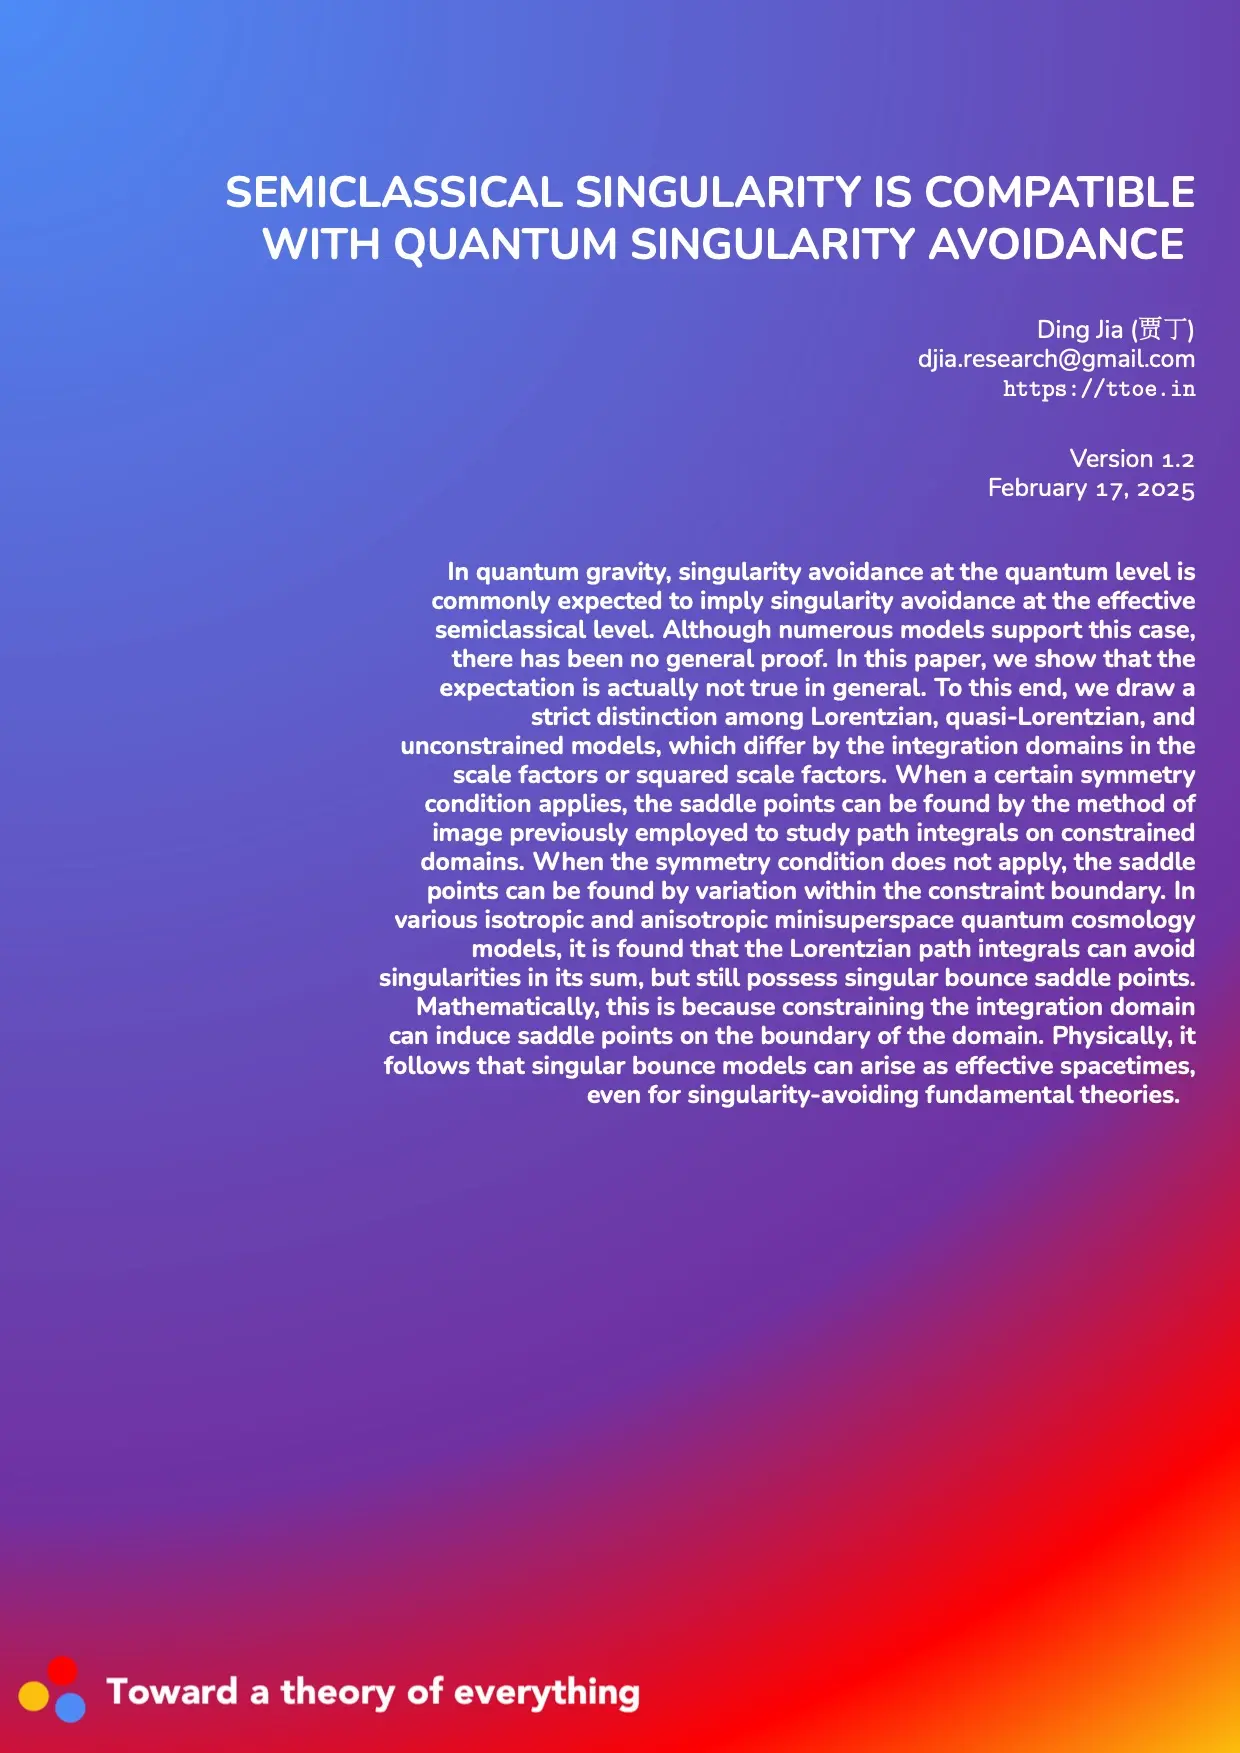 SEMICLASSICAL SINGULARITY IS COMPATIBLE
WITH QUANTUM SINGULARITY AVOIDANCE
Ding Jia (贾丁)
djia.research@gmail.com
https://ttoe.in
Version 1.2
February 17, 2025
In quantum gravity, singularity avoidance at the quantum level is
commonly expected to imply singularity avoidance at the effective
semiclassical level. Although numerous models support this case,
there has been no general proof. In this paper, we show that the
expectation is actually not true in general. To this end, we draw a
strict distinction among Lorentzian, quasi-Lorentzian, and
unconstrained models, which differ by the integration domains in the
scale factors or squared scale factors. When a certain symmetry
condition applies, the saddle points can be found by the method of
image previously employed to study path integrals on constrained
domains. When the symmetry condition does not apply, the saddle
points can be found by variation within the constraint boundary. In
various isotropic and anisotropic minisuperspace quantum cosmology
models, it is found that the Lorentzian path integrals can avoid
singularities in its sum, but still possess singular bounce saddle points.
Mathematically, this is because constraining the integration domain
can induce saddle points on the boundary of the domain. Physically, it
follows that singular bounce models can arise as effective spacetimes,
even for singularity-avoiding fundamental theories.
Toward a theory of everything